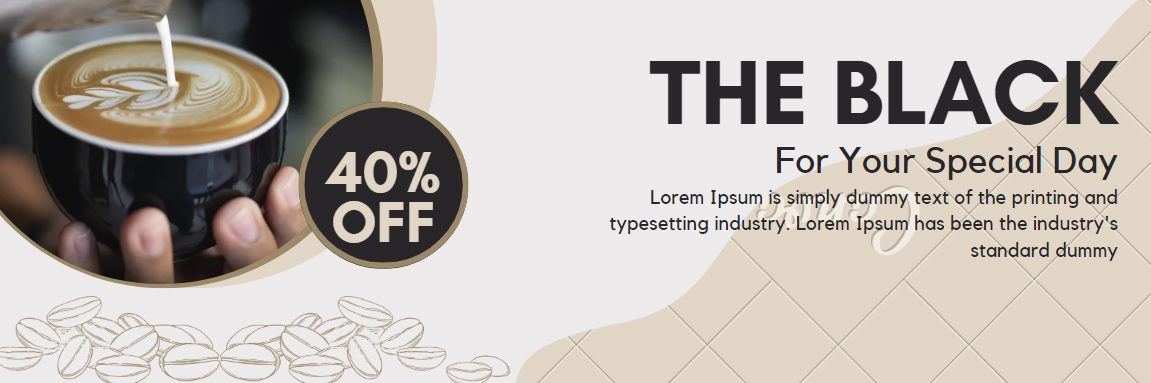 40%
OFF
THE BLACK
For Your Special Day
Lorem Ipsum is simply dummy text of the printing and
typesetting industry. Lorem Ipsum has been the industry's
standard dummy